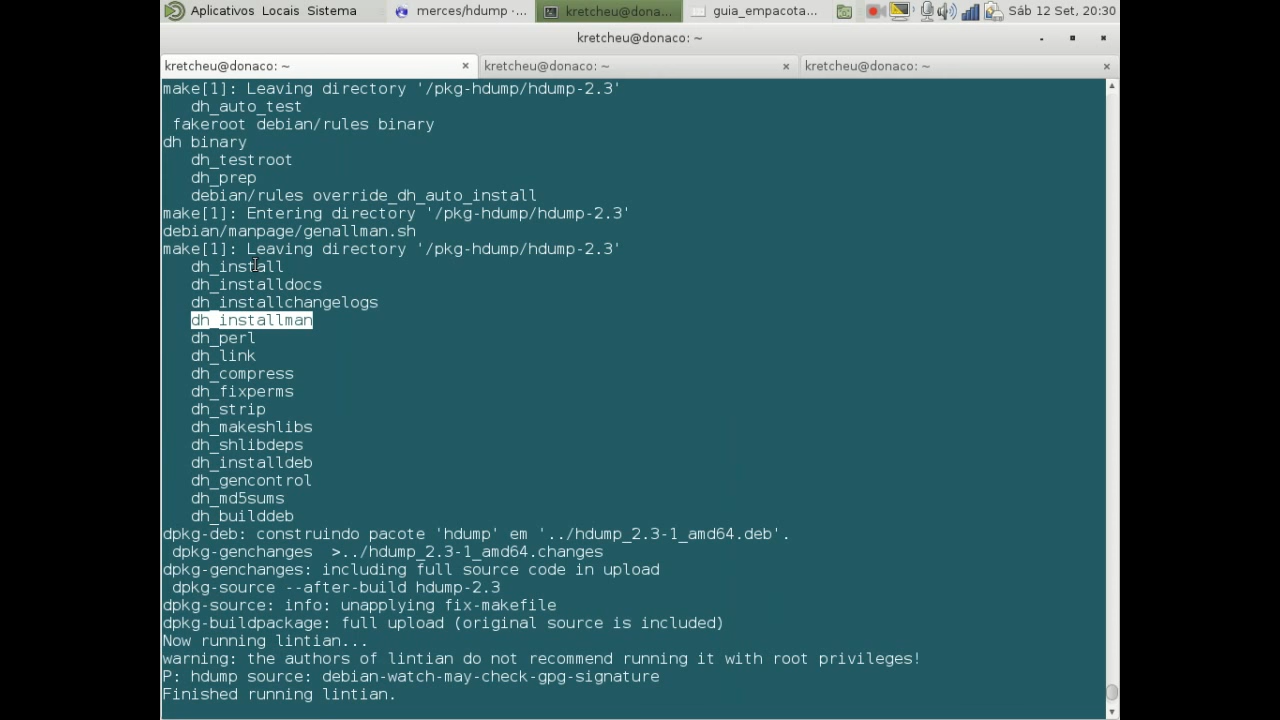 Aplicativos Locais Sistema merces/hdump ·... kretcheu@dona... guia_empacota... Sáb 12 Set, 20:30
kretcheu@donaco: ~
kretcheu@donaco: ~ × kretcheu@donaco: ~ × kretcheu@donaco: ~ ×
make[1]: Leaving directory '/pkg-hdump/hdump-2.3'
dh_auto_test
fakeroot debian/rules binary
dh binary
dh_testroot
dh_prep
debian/rules override_dh_auto_install
make[1]: Entering directory '/pkg-hdump/hdump-2.3'
debian/manpage/genallman.sh
make[1]: Leaving directory '/pkg-hdump/hdump-2.3'
dh_install
dh_installdocs
dh_installchangelogs
dh_installman
dh_perl
dh_link
dh_compress
dh_fixperms
dh_strip
dh_makeshlibs
dh_shlibdeps
dh_installdeb
dh_gencontrol
dh_md5sums
dh_builddeb
dpkg-deb: construindo pacote 'hdump' em '../hdump_2.3-1_amd64.deb'.
dpkg-genchanges  >../hdump_2.3-1_amd64.changes
dpkg-genchanges: including full source code in upload
dpkg-source --after-build hdump-2.3
dpkg-source: info: unapplying fix-makefile
dpkg-buildpackage: full upload (original source is included)
Now running lintian...
warning: the authors of lintian do not recommend running it with root privileges!
P: hdump source: debian-watch-may-check-gpg-signature
Finished running lintian.